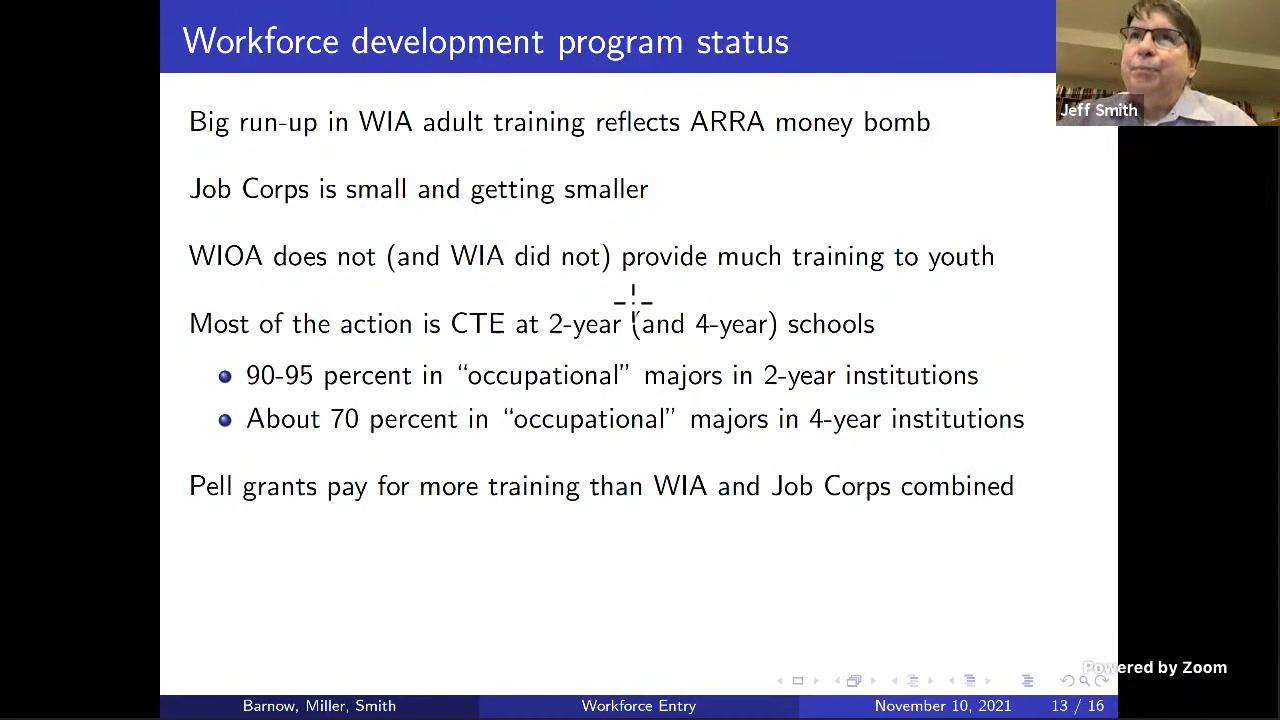 Workforce development program status
Jeff Smith
Big run-up in WIA adult training reflects ARRA money bomb
Job Corps is small and getting smaller
WIOA does not (and WIA did not) provide much training to youth
Most of the action is CTE at 2-year (and 4-year) schools
90-95 percent in “occupational” majors in 2-year institutions
About 70 percent in “occupational” majors in 4-year institutions
Pell grants pay for more training than WIA and Job Corps combined
Powered by Zoom
Barnow, Miller, Smith Workforce Entry November 10, 2021 13 / 16